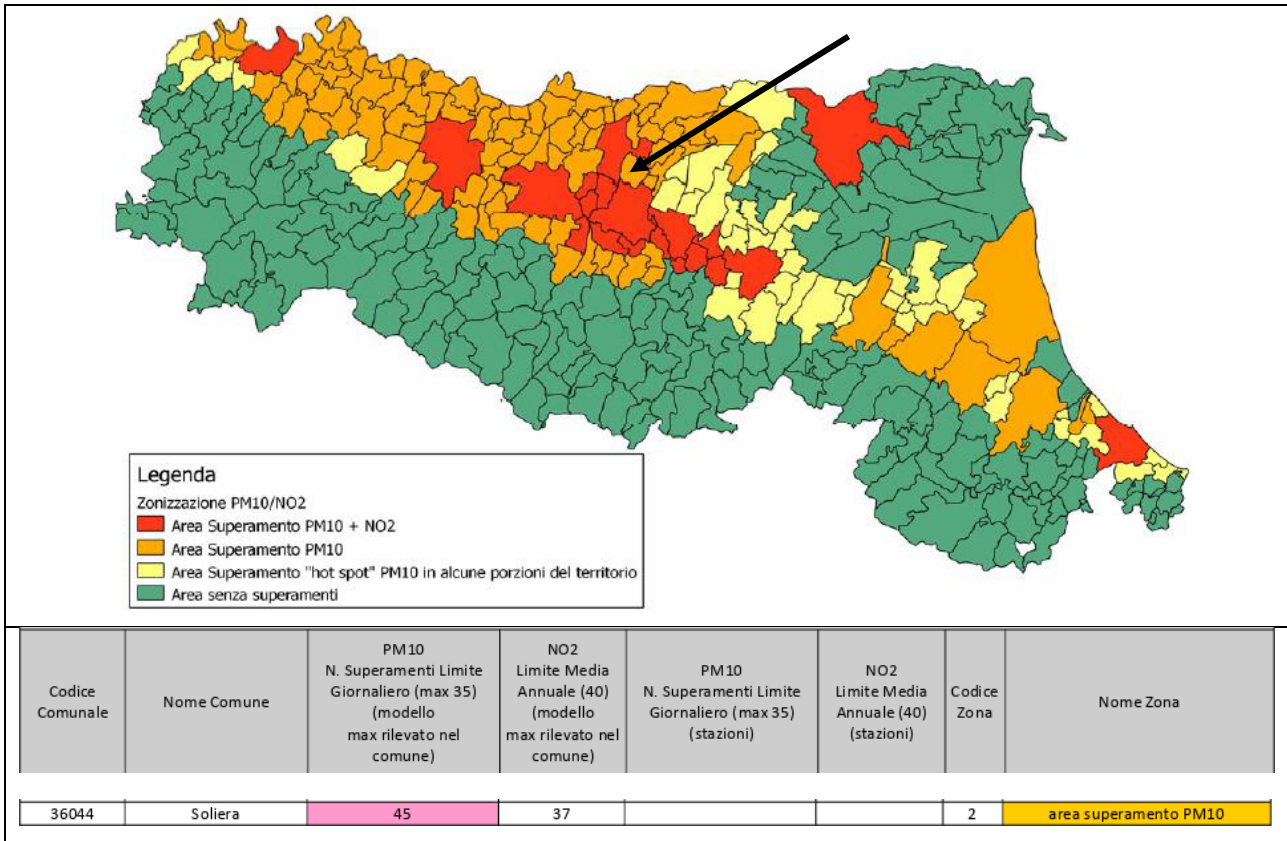 Legenda
Zonizzazione PM10/NO2
Area Superamento PM10 + NO2
Area Superamento PM10
Area Superamento "hot spot" PM10 in alcune porzioni del territorio
Area senza superamenti
Codice
Comunale
Nome Comune
PM10
N. Superamenti Limite
Giornaliero (max 35)
(modello
max rilevato nel
comune)
NO2
Limite Media
Annuale (40)
(modello
max rilevato nel
comune)
PM10
N. Superamenti Limite
Giornaliero (max 35)
(stazioni)
NO2
Limite Media
Annuale (40)
(stazioni)
Codice
Zona
Nome Zona
36044
Soliera
45
37
2
area superamento PM10